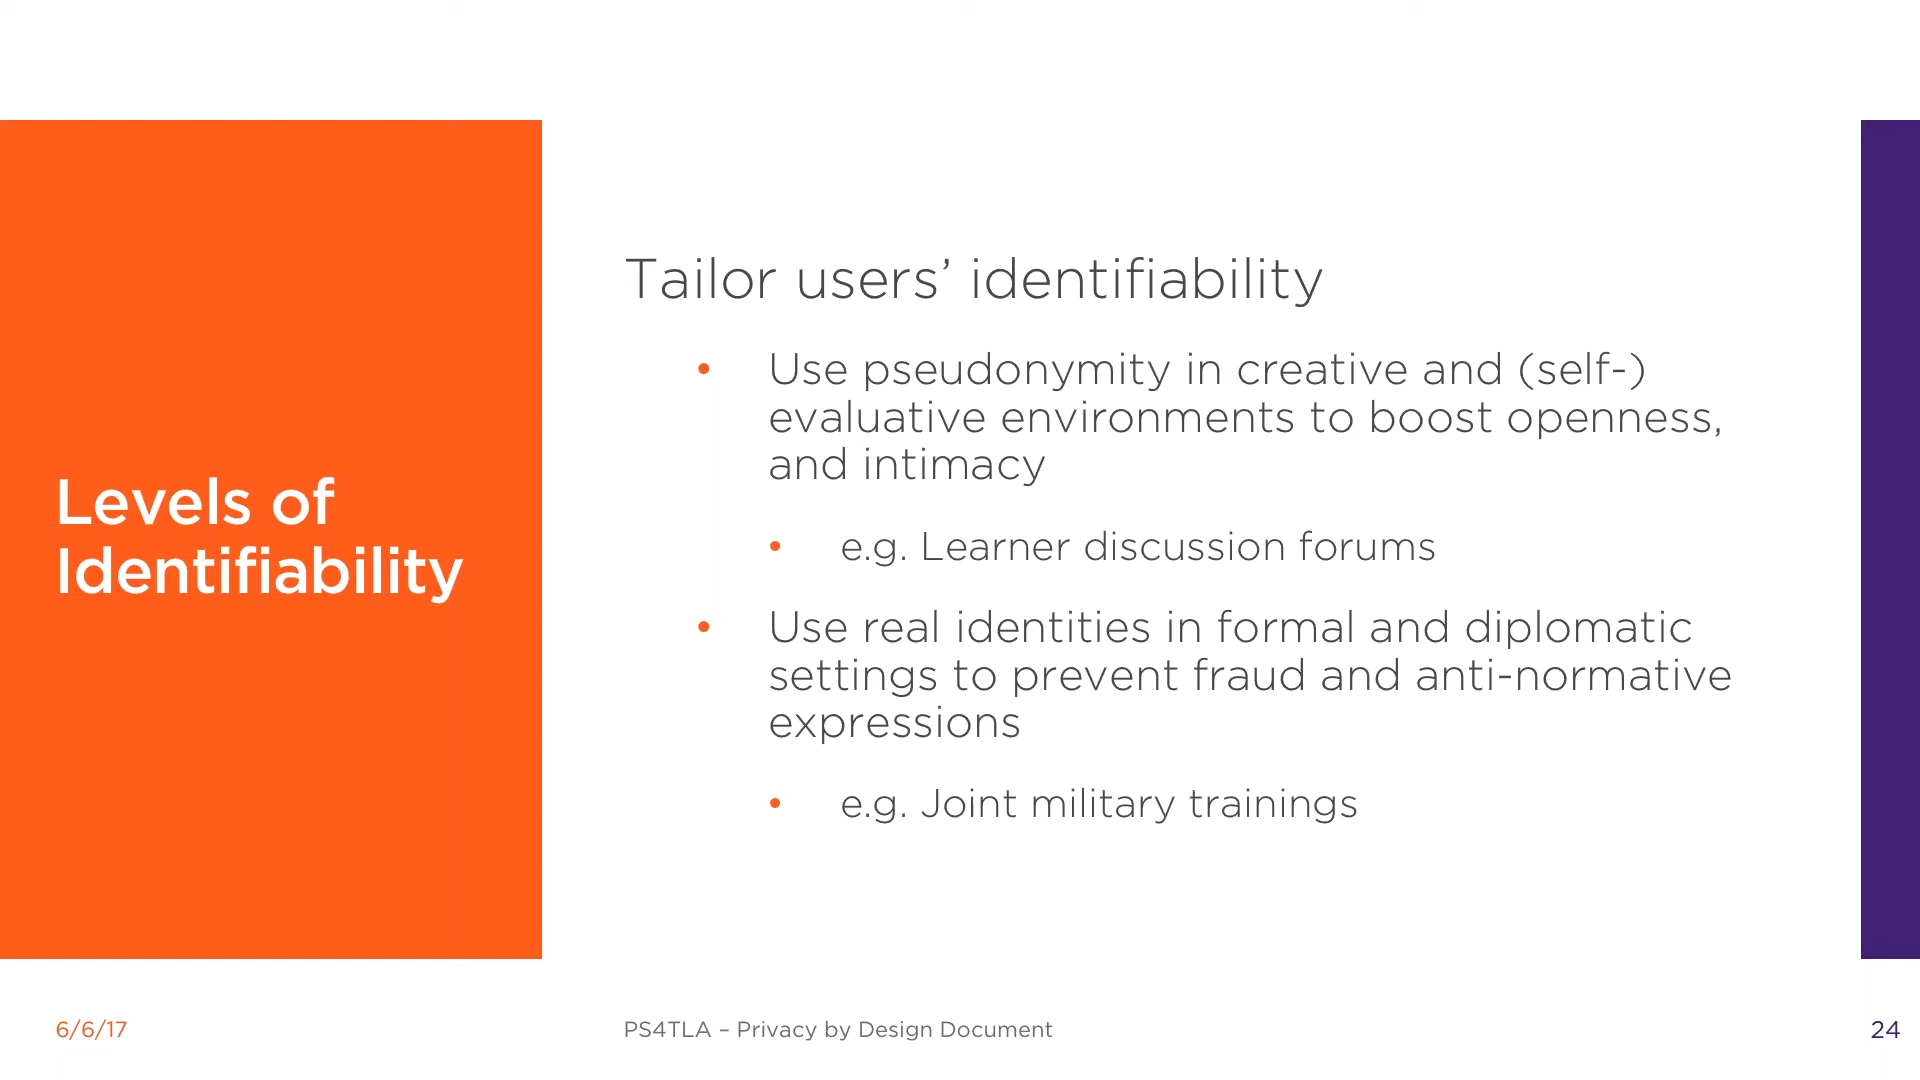 Levels of
Identifiability
Tailor users’ identifiability
• Use pseudonymity in creative and (self-)
evaluative environments to boost openness,
and intimacy
• e.g. Learner discussion forums
• Use real identities in formal and diplomatic
settings to prevent fraud and anti-normative
expressions
• e.g. Joint military trainings
6/6/17
PS4TLA – Privacy by Design Document
24